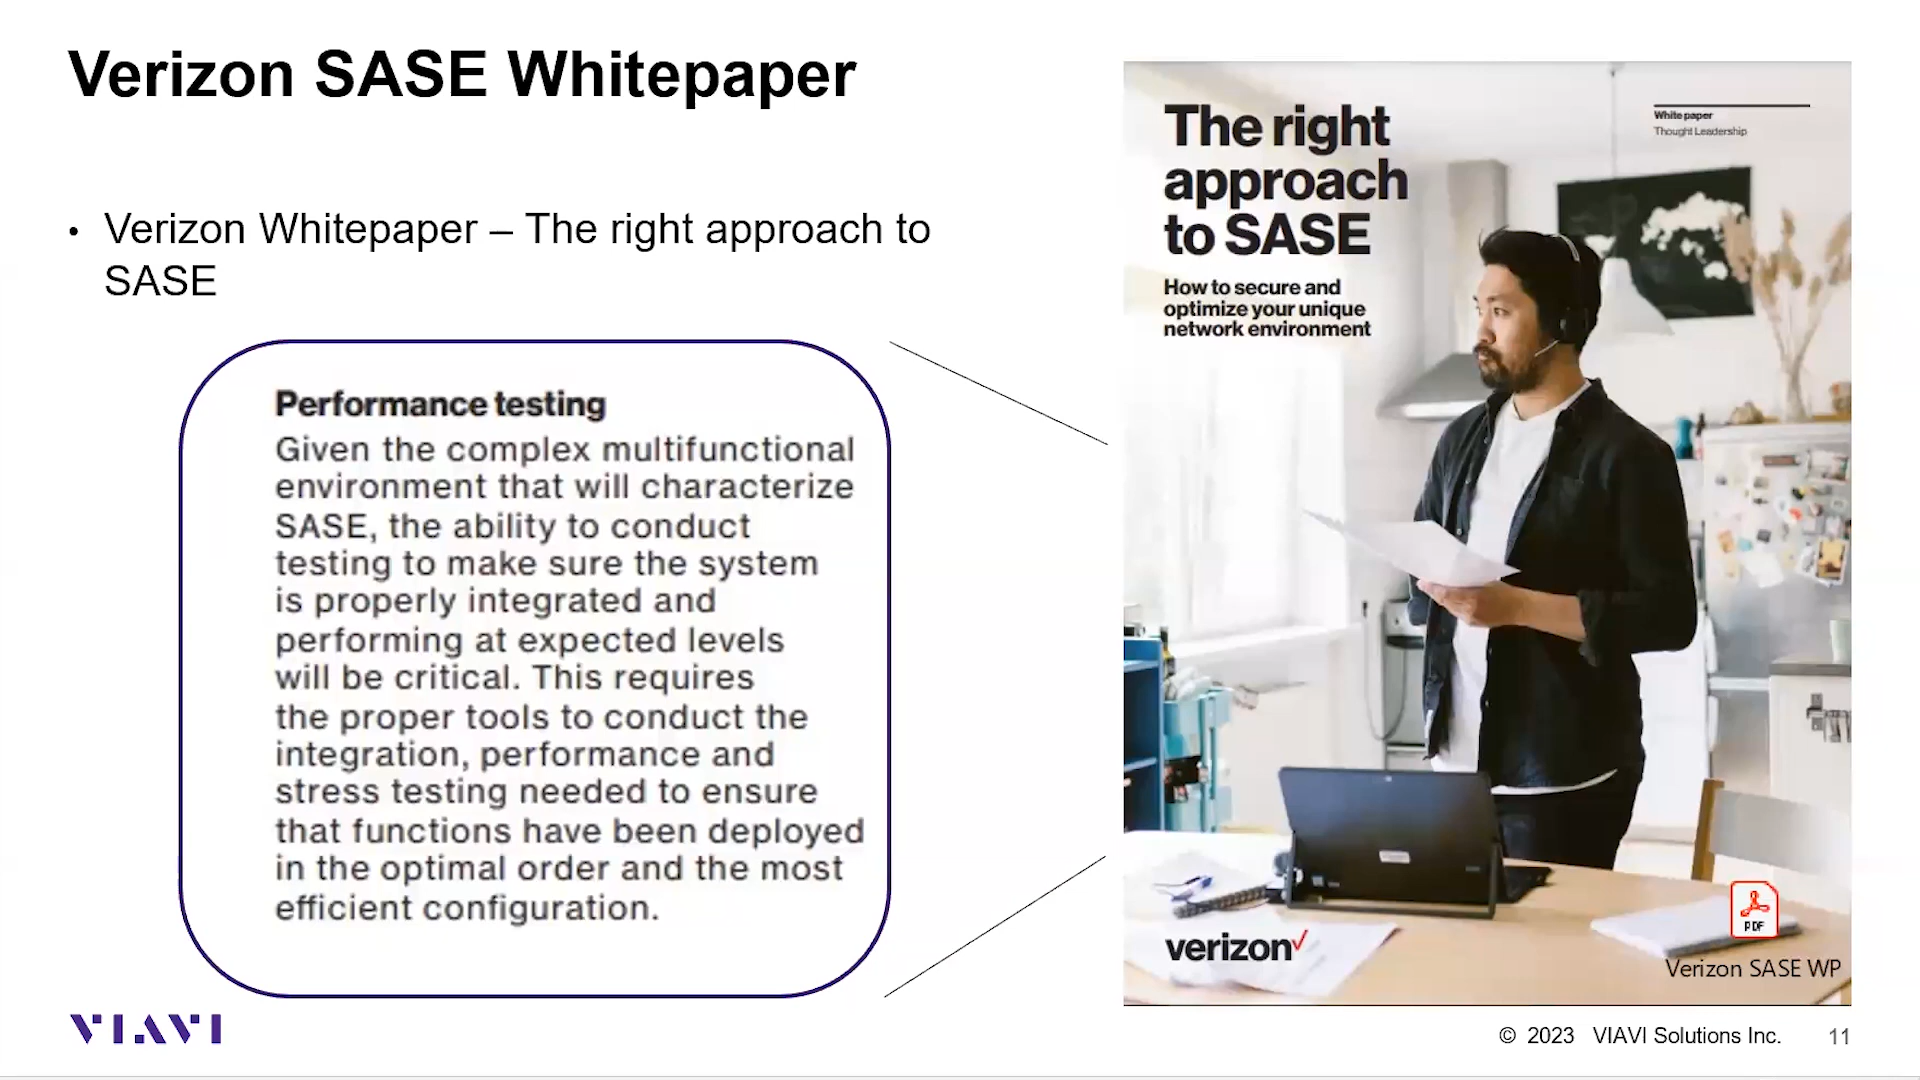 Verizon SASE Whitepaper
• Verizon Whitepaper – The right approach to
SASE
Performance testing
Given the complex multifunctional
environment that will characterize
SASE, the ability to conduct
testing to make sure the system
is properly integrated and
performing at expected levels
will be critical. This requires
the proper tools to conduct the
integration, performance and
stress testing needed to ensure
that functions have been deployed
in the optimal order and the most
efficient configuration.
The right
approach
to SASE
How to secure and
optimize your unique
network environment
White paper
Thought Leadership
verizon✓
PDF
Verizon SASE WP
VIAVI
© 2023 VIAVI Solutions Inc. 11